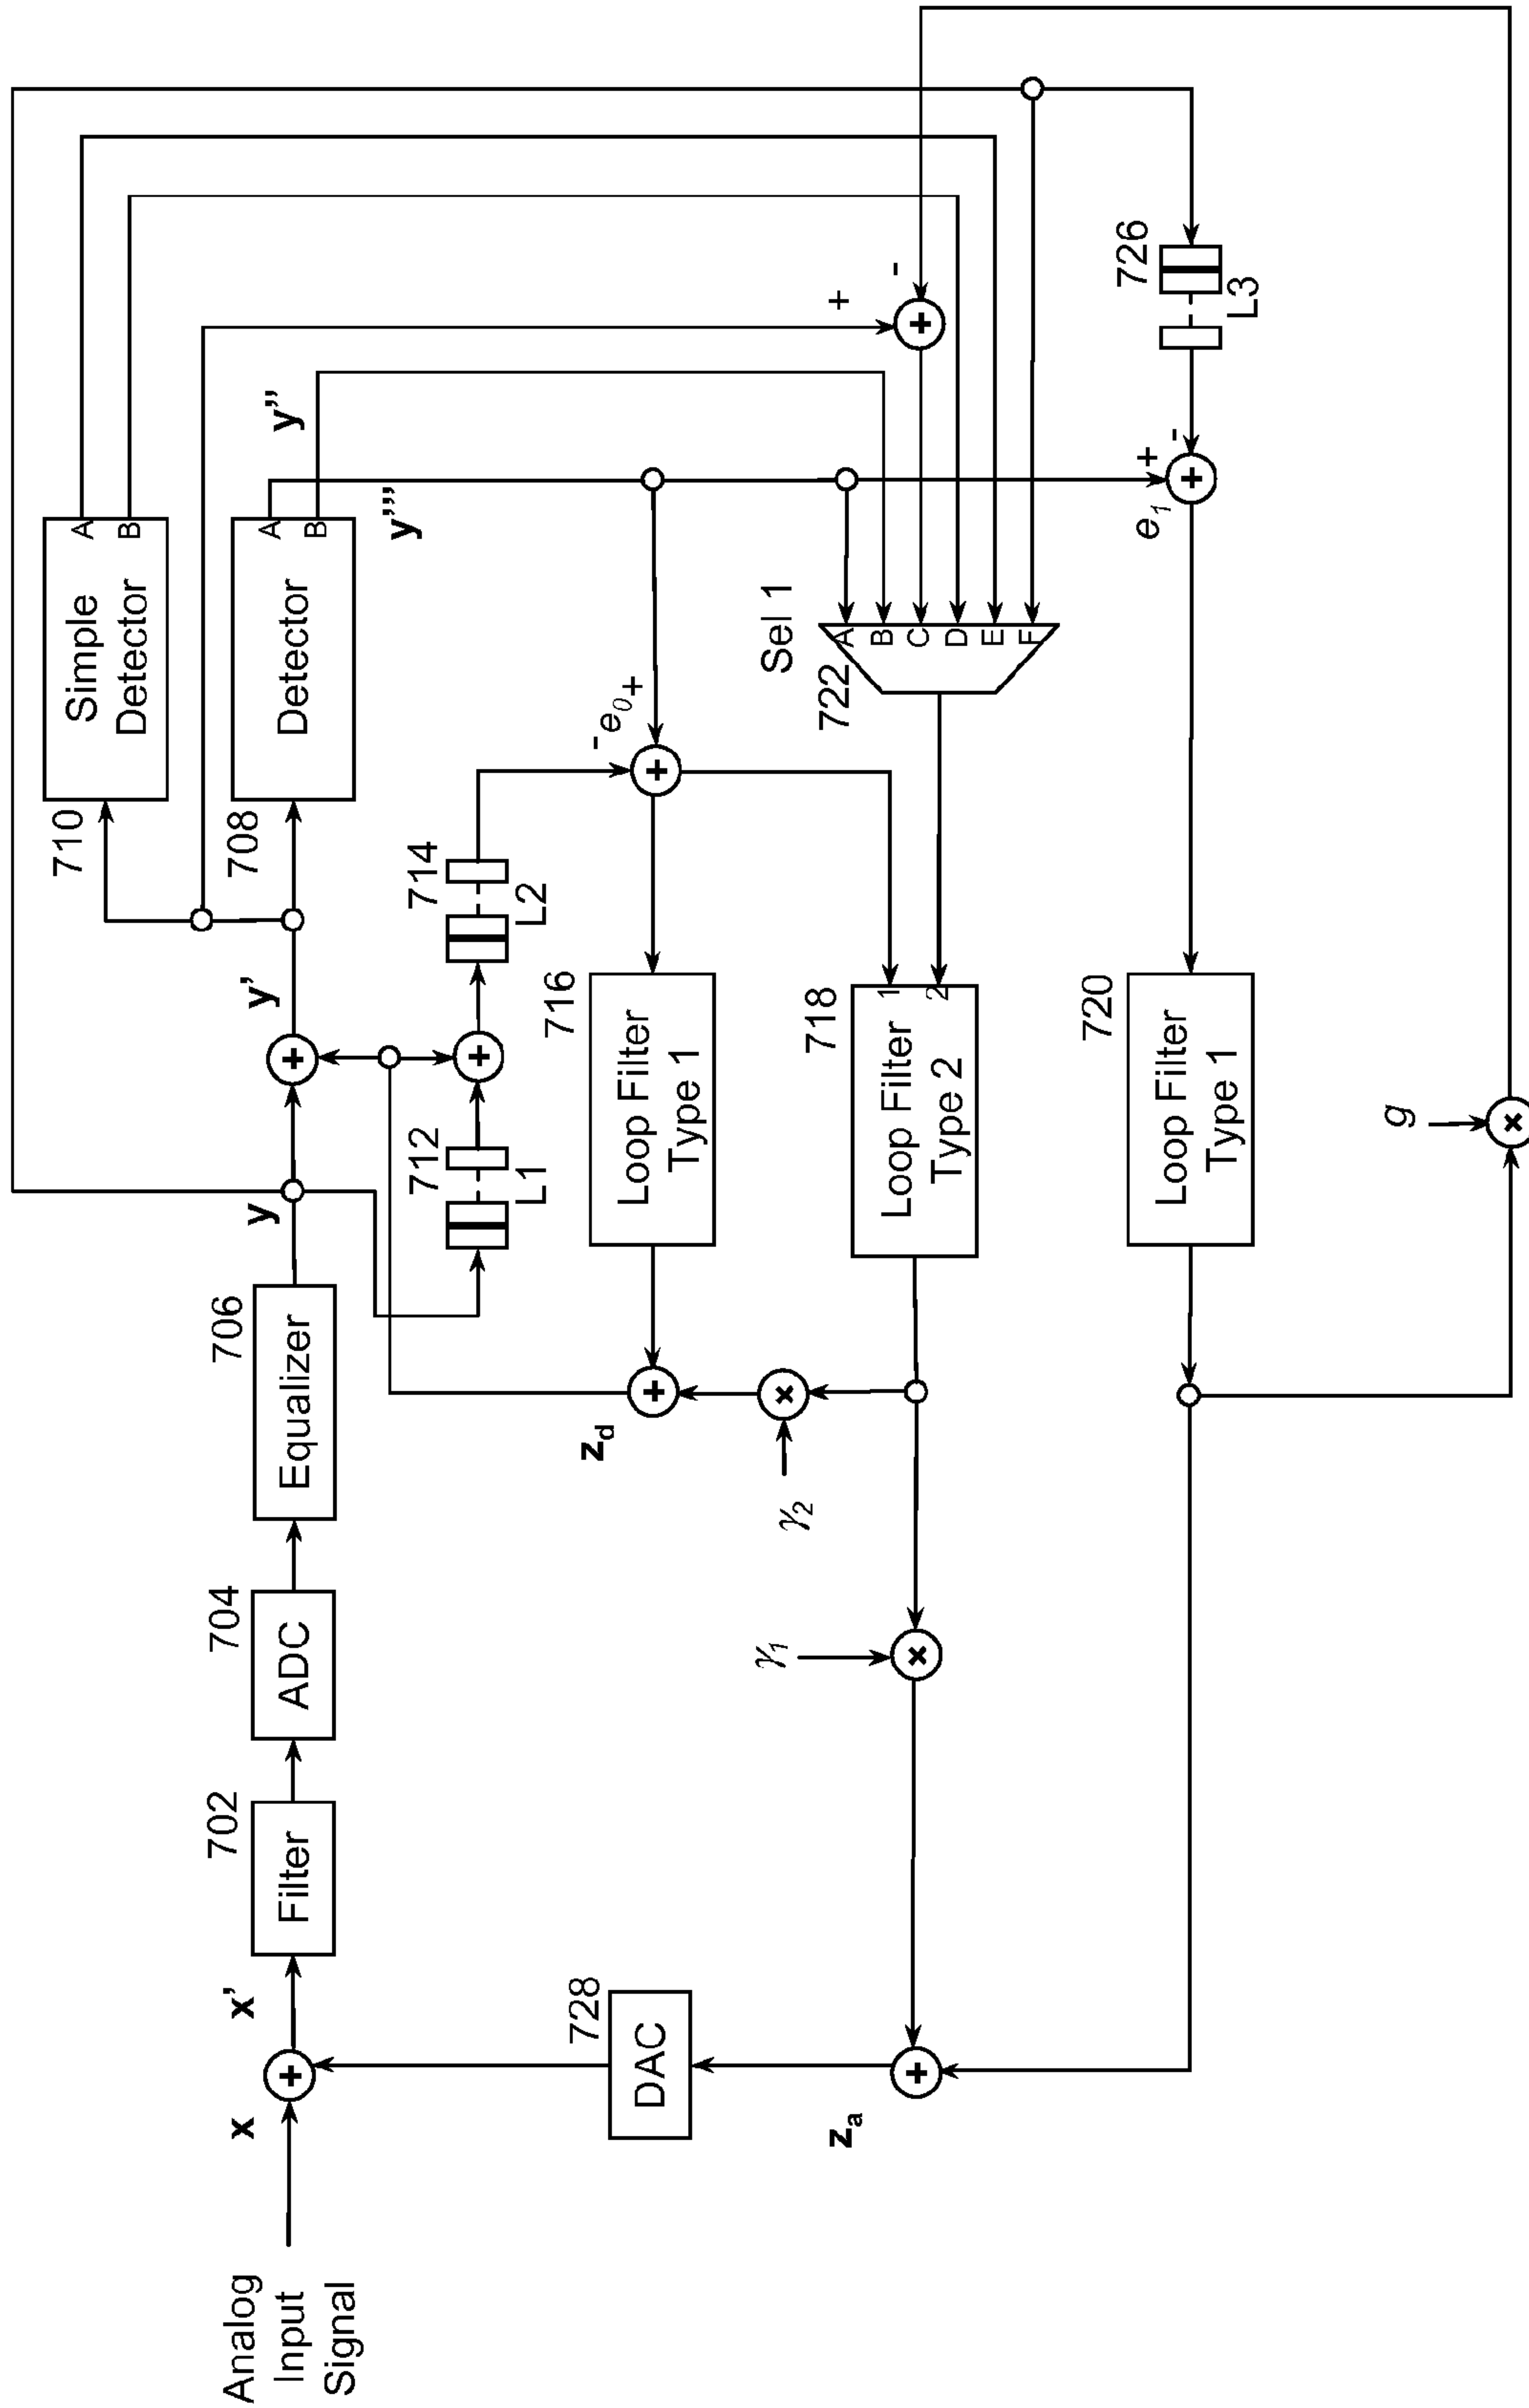 Analog
Input
Signal
x
x'
702
Filter
704
ADC
706
Equalizer
y
y'
710
Simple
Detector
A
B
708
Detector
A
B
y''
y'''
712
L1
714
L2
- e0 +
716
Loop Filter
Type 1
zd
γ2
718
Loop Filter
Type 2
1
2
γ1
Sel 1
722
A
B
C
D
E
F
+
-
720
Loop Filter
Type 1
e1
+
-
726
L3
728
DAC
za
g